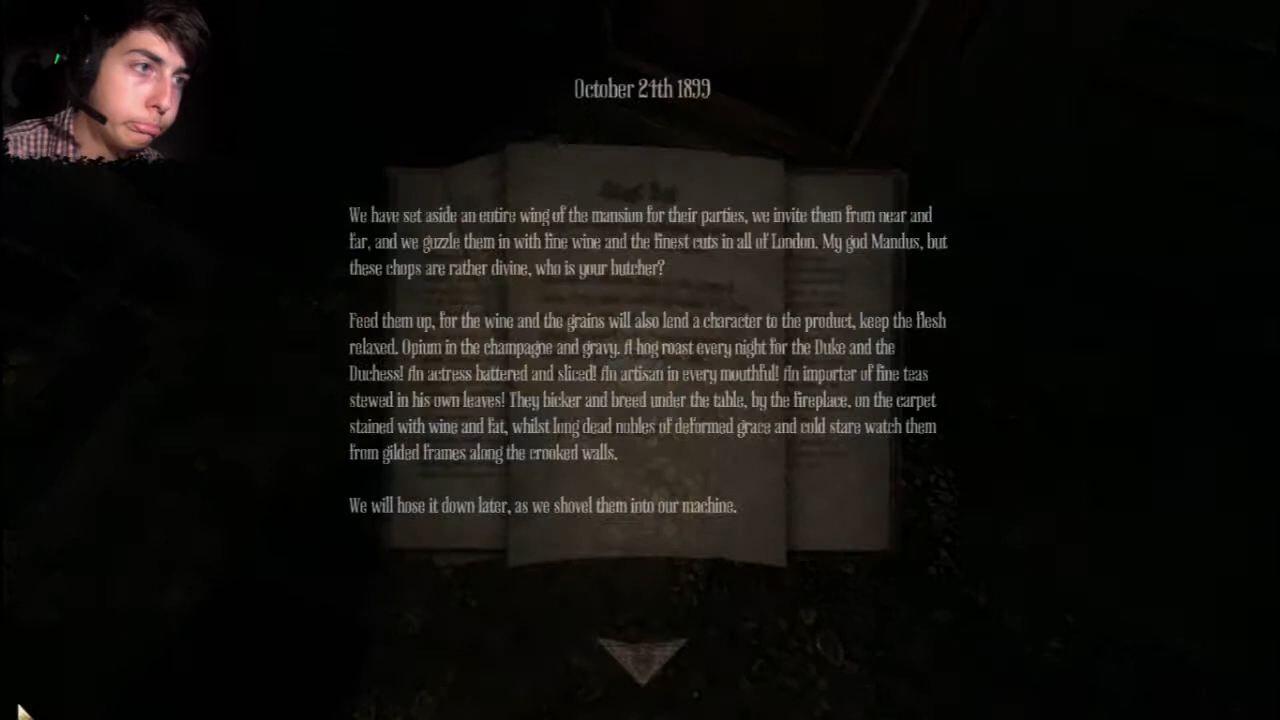 October 24th 1899
We have set aside an entire wing of the mansion for their parties, we invite them from near and
far, and we guzzle them in with fine wine and the finest cuts in all of London. My god Mandus, but
these chops are rather divine, who is your butcher?
Feed them up, for the wine and the grains will also lend a character to the product, keep the flesh
relaxed. Opium in the champagne and gravy. A hog roast every night for the Duke and the
Duchess! An actress battered and sliced! An artisan in every mouthful! An importer of fine teas
stewed in his own leaves! They bicker and breed under the table, by the fireplace, on the carpet
stained with wine and fat, whilst long dead nobles of deformed grace and cold stare watch them
from gilded frames along the crooked walls.
We will hose it down later, as we shovel them into our machine.